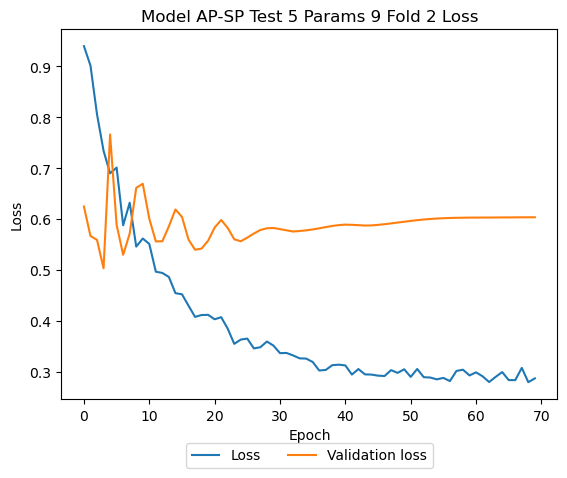 Model AP-SP Test 5 Params 9 Fold 2 Loss
0.9
0.8
0.7
0.6
0.5
0.4
0.3
Loss
0 10 20 30 40 50 60 70
Epoch
Loss Validation loss